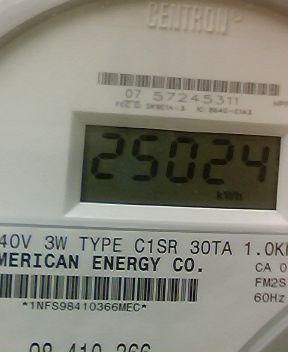 CENTRON®
07 57245311
25024
kWh
40V 3W TYPE C1SR 30TA 1.0K
MERICAN ENERGY CO.
CA 0
FM2S
*1NFS98410366MEC*
60Hz
98 410 366